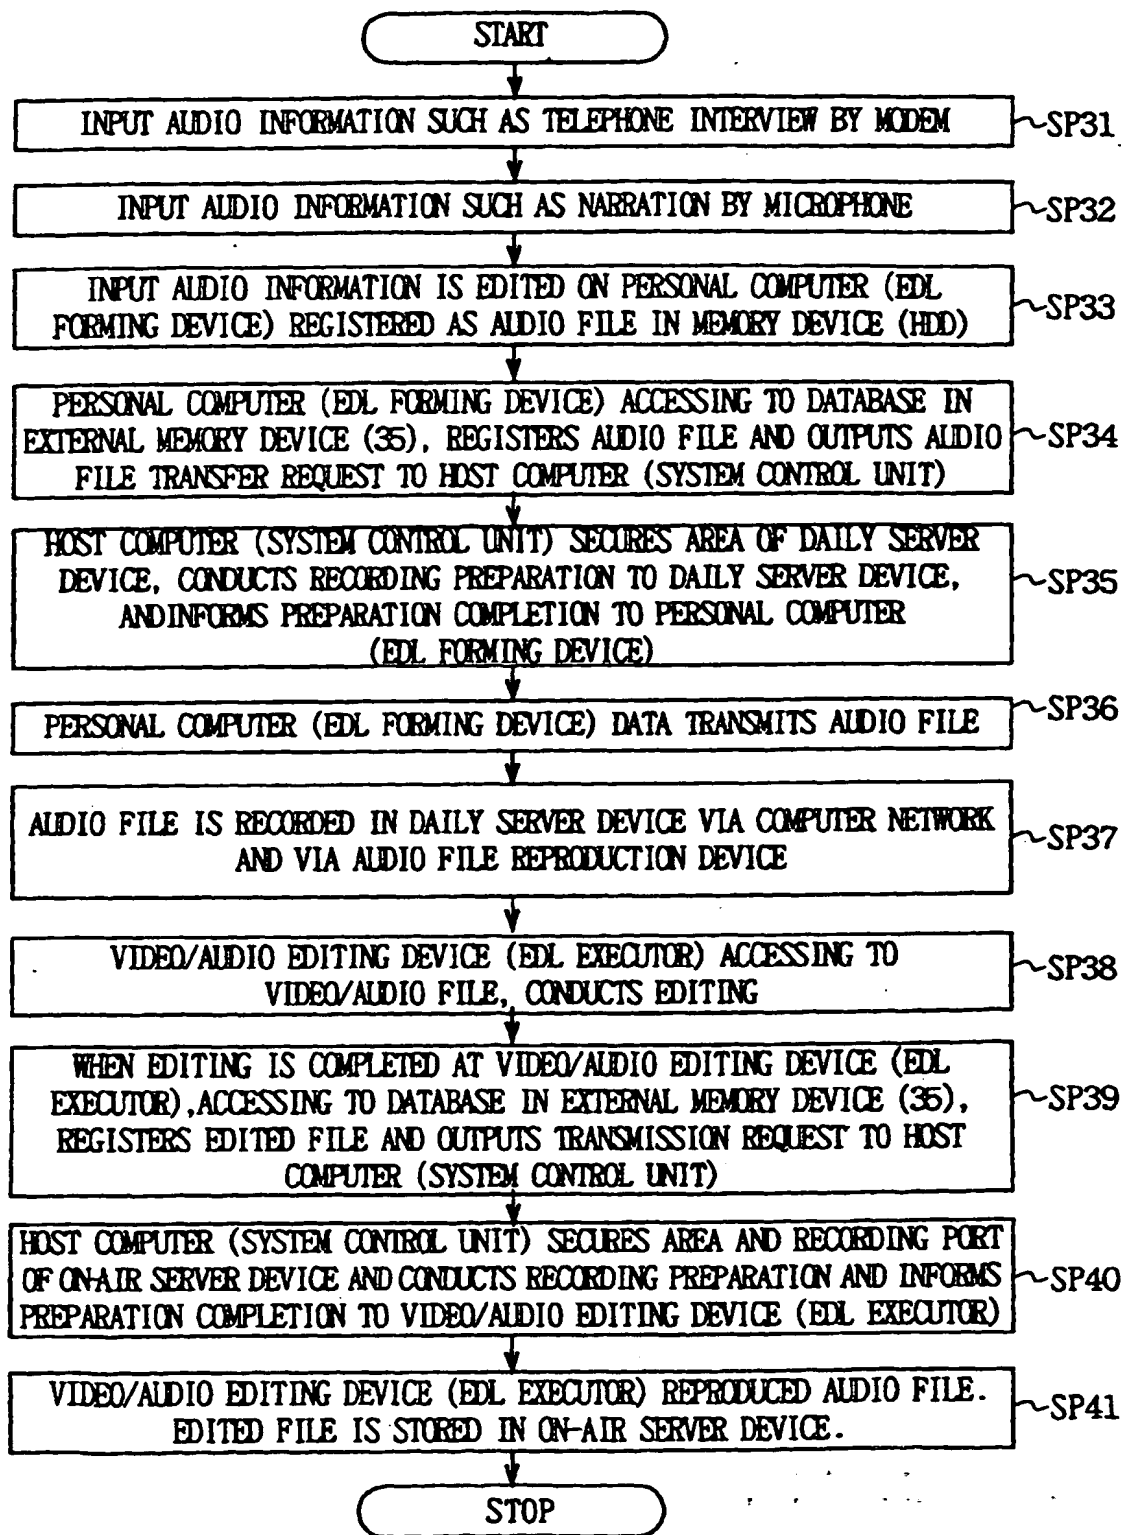 START
INPUT AUDIO INFORMATION SUCH AS TELEPHONE INTERVIEW BY MODEM
SP31
INPUT AUDIO INFORMATION SUCH AS NARRATION BY MICROPHONE
SP32
INPUT AUDIO INFORMATION IS EDITED ON PERSONAL COMPUTER (EDL
FORMING DEVICE) REGISTERED AS AUDIO FILE IN MEMORY DEVICE (HDD)
SP33
PERSONAL COMPUTER (EDL FORMING DEVICE) ACCESSING TO DATABASE IN
EXTERNAL MEMORY DEVICE (35), REGISTERS AUDIO FILE AND OUTPUTS AUDIO
FILE TRANSFER REQUEST TO HOST COMPUTER (SYSTEM CONTROL UNIT)
SP34
HOST COMPUTER (SYSTEM CONTROL UNIT) SECURES AREA OF DAILY SERVER
DEVICE, CONDUCTS RECORDING PREPARATION TO DAILY SERVER DEVICE,
ANDINFORMS PREPARATION COMPLETION TO PERSONAL COMPUTER
(EDL FORMING DEVICE)
SP35
PERSONAL COMPUTER (EDL FORMING DEVICE) DATA TRANSMITS AUDIO FILE
SP36
AUDIO FILE IS RECORDED IN DAILY SERVER DEVICE VIA COMPUTER NETWORK
AND VIA AUDIO FILE REPRODUCTION DEVICE
SP37
VIDEO/AUDIO EDITING DEVICE (EDL EXECUTOR) ACCESSING TO
VIDEO/AUDIO FILE, CONDUCTS EDITING
SP38
WHEN EDITING IS COMPLETED AT VIDEO/AUDIO EDITING DEVICE (EDL
EXECUTOR),ACCESSING TO DATABASE IN EXTERNAL MEMORY DEVICE (35),
REGISTERS EDITED FILE AND OUTPUTS TRANSMISSION REQUEST TO HOST
COMPUTER (SYSTEM CONTROL UNIT)
SP39
HOST COMPUTER (SYSTEM CONTROL UNIT) SECURES AREA AND RECORDING PORT
OF ON-AIR SERVER DEVICE AND CONDUCTS RECORDING PREPARATION AND INFORMS
PREPARATION COMPLETION TO VIDEO/AUDIO EDITING DEVICE (EDL EXECUTOR)
SP40
VIDEO/AUDIO EDITING DEVICE (EDL EXECUTOR) REPRODUCED AUDIO FILE.
EDITED FILE IS STORED IN ON-AIR SERVER DEVICE.
SP41
STOP